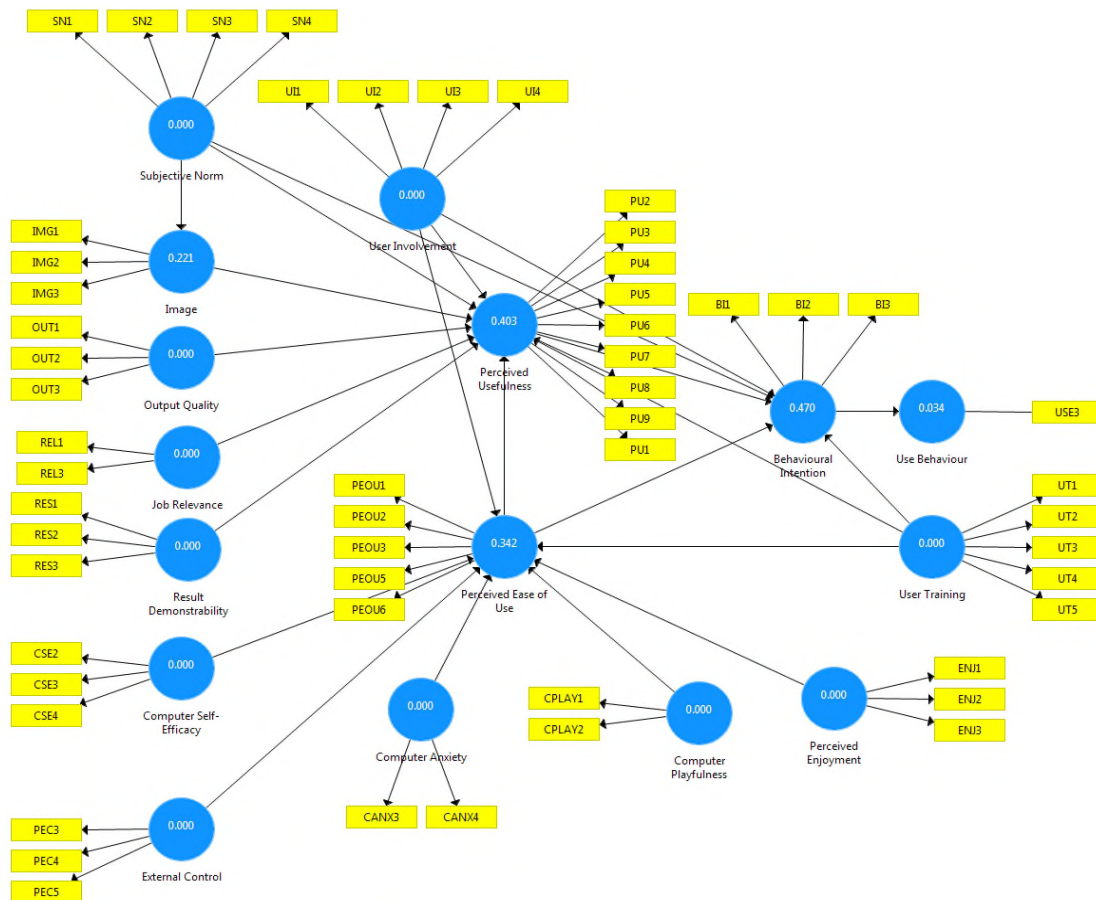 SN1
SN2
SN3
SN4
0.000
Subjective Norm
UI1
UI2
UI3
UI4
0.000
User Involvement
IMG1
IMG2
IMG3
0.221
Image
OUT1
OUT2
OUT3
0.000
Output Quality
REL1
REL3
0.000
Job Relevance
RES1
RES2
RES3
0.000
Result
Demonstrability
PU2
PU3
PU4
PU5
PU6
PU7
PU8
PU9
PU1
0.403
Perceived
Usefulness
BI1
BI2
BI3
0.470
Behavioural
Intention
0.034
Use Behaviour
USE3
PEOU1
PEOU2
PEOU3
PEOU5
PEOU6
0.342
Perceived Ease of
Use
0.000
User Training
UT1
UT2
UT3
UT4
UT5
CSE2
CSE3
CSE4
0.000
Computer Self-
Efficacy
0.000
Computer Anxiety
CANX3
CANX4
CPLAY1
CPLAY2
0.000
Computer
Playfulness
0.000
Perceived
Enjoyment
ENJ1
ENJ2
ENJ3
PEC3
PEC4
PEC5
0.000
External Control